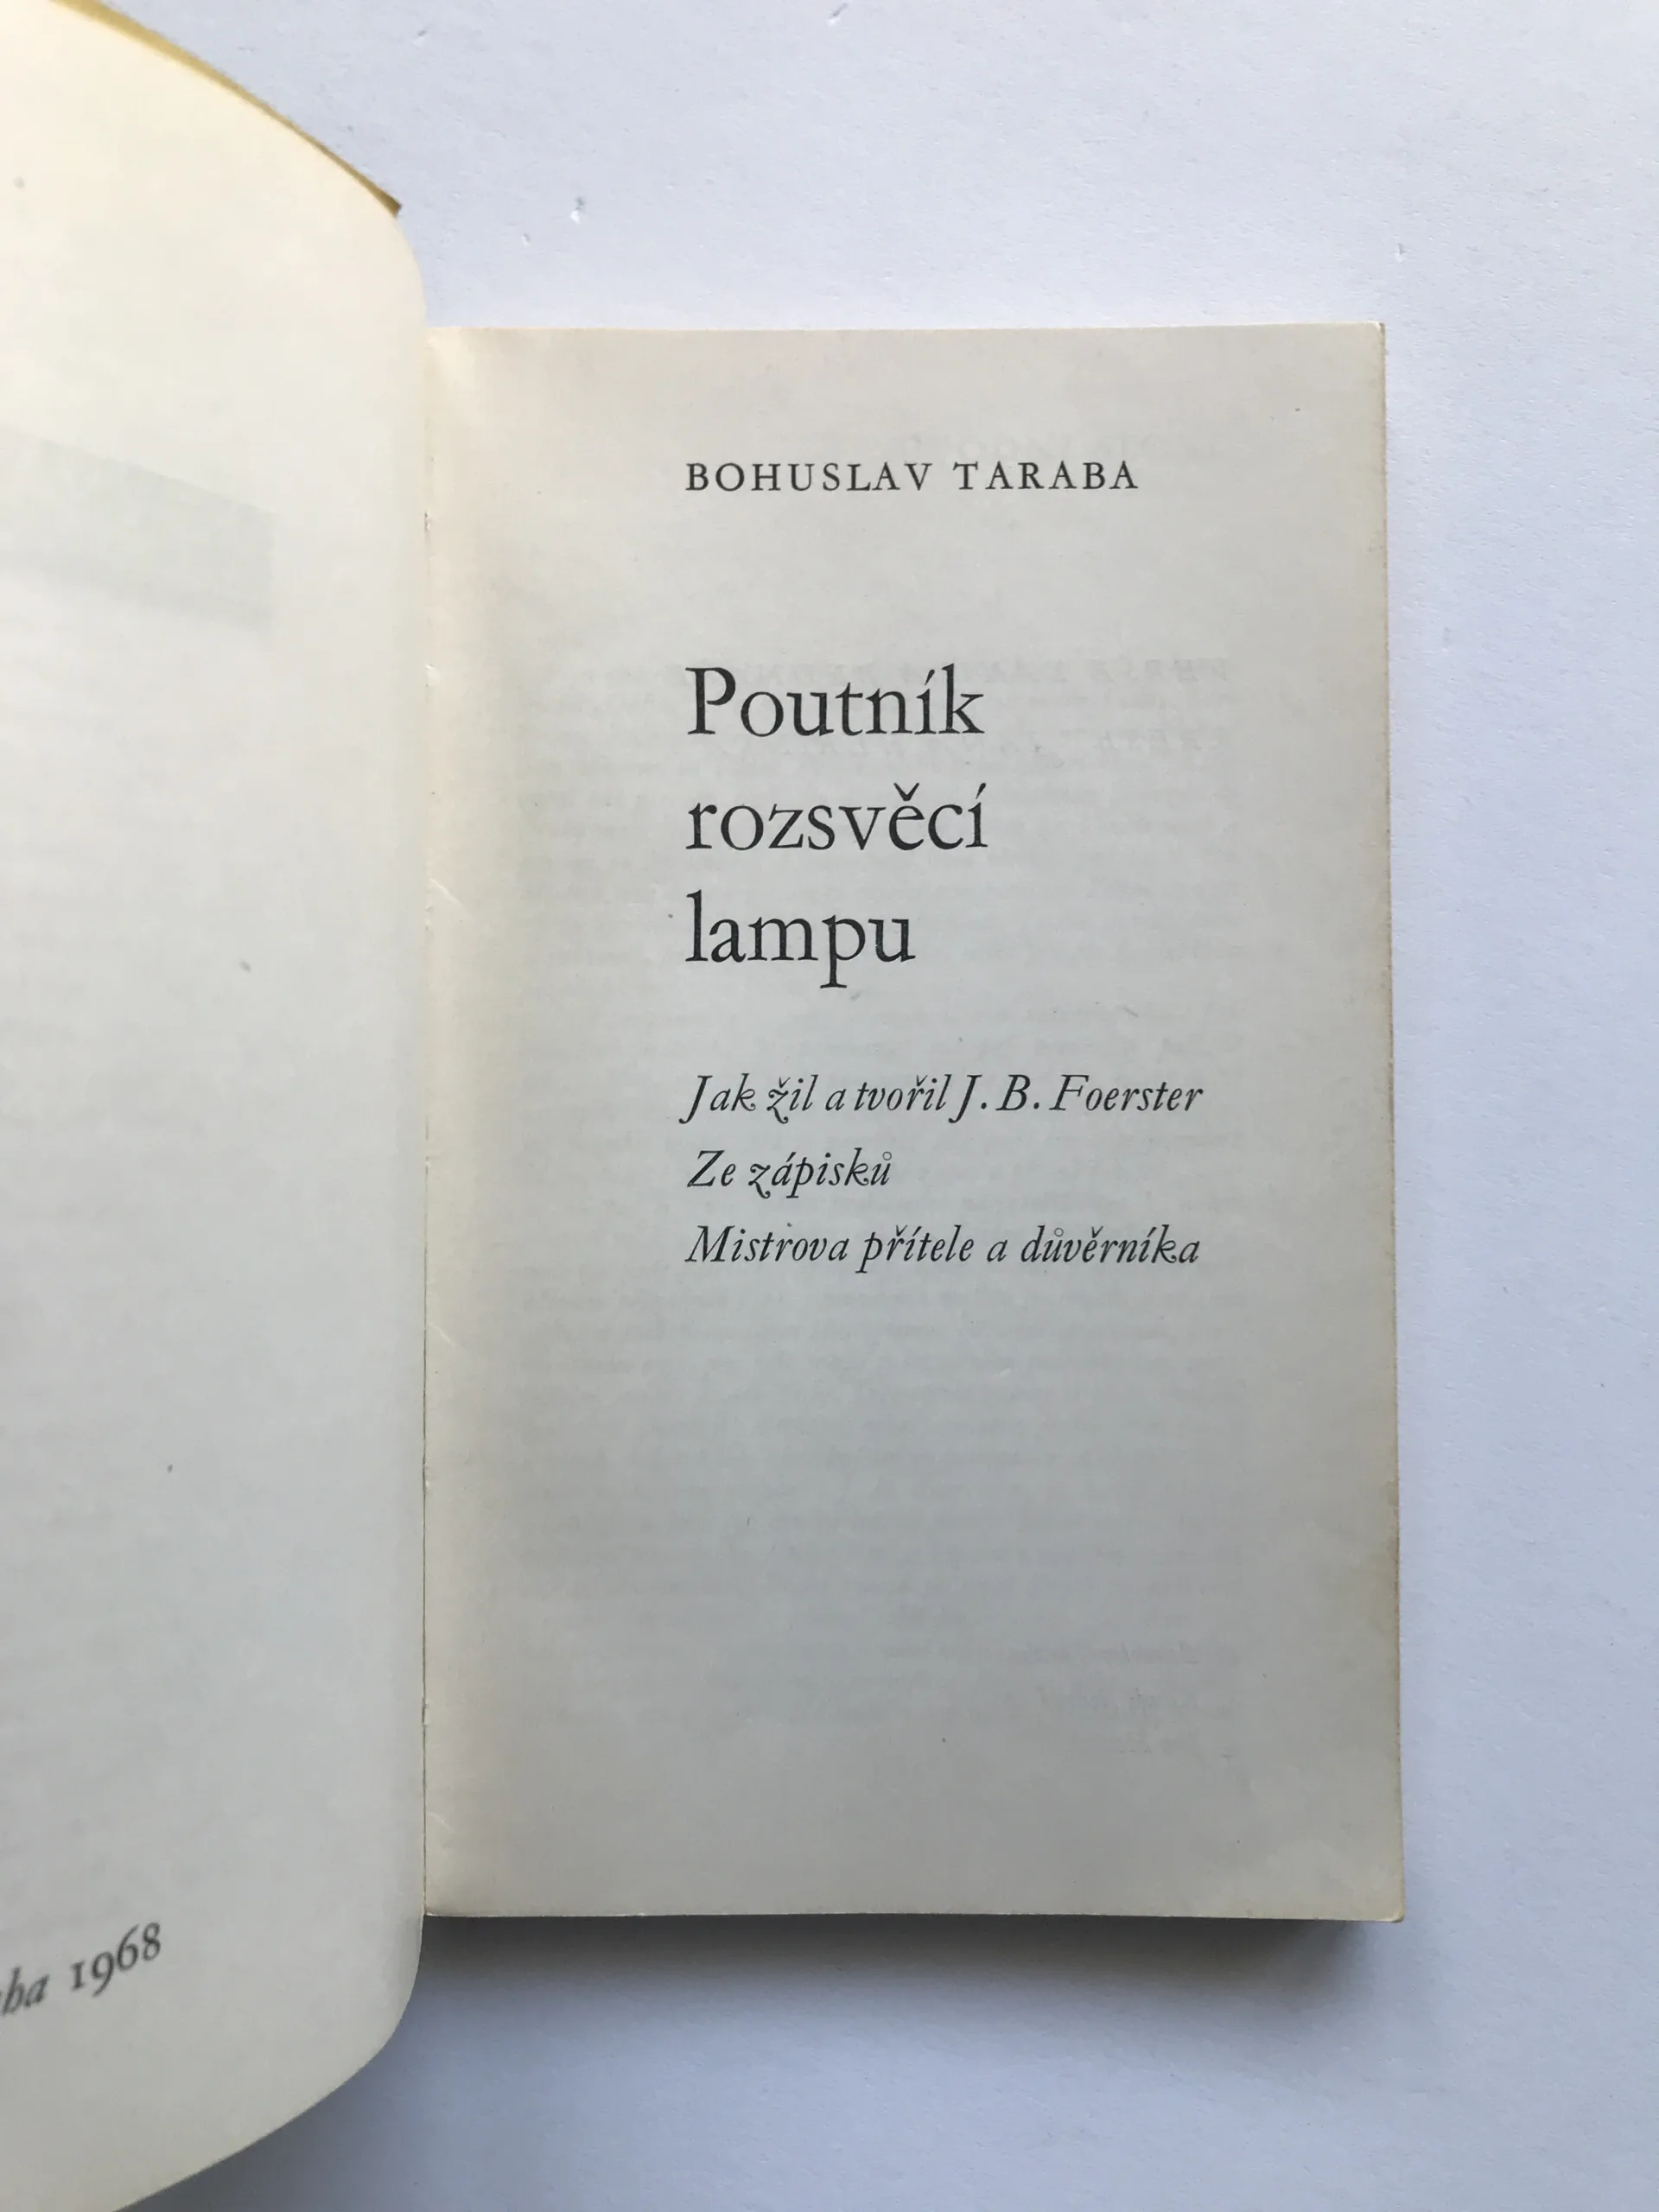 BOHUSLAV TARABA
Poutník
rozsvěcí
lampu
Jak žil a tvořil J. B. Foerster
Ze zápisků
Mistrova přítele a důvěrníka
1968